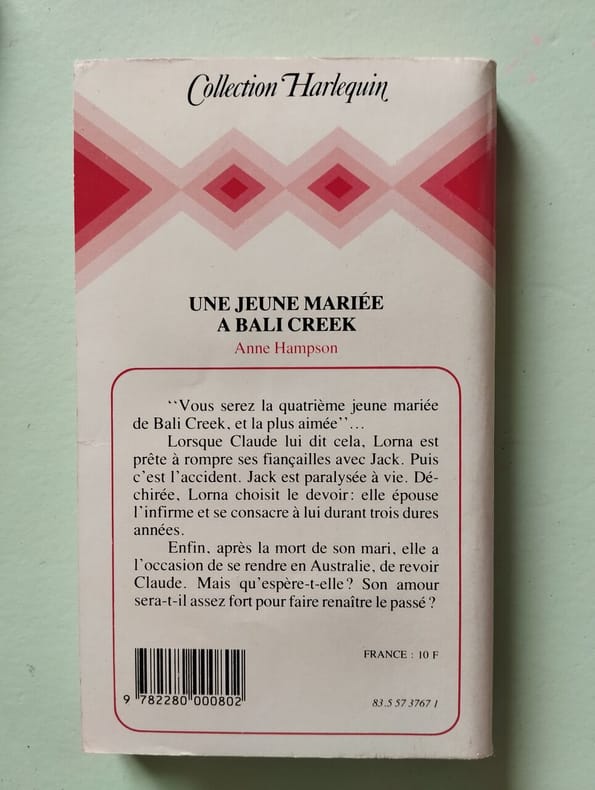 Collection Harlequin
UNE JEUNE MARIÉE
A BALI CREEK
Anne Hampson
‘‘Vous serez la quatrième jeune mariée
de Bali Creek, et la plus aimée’’...
Lorsque Claude lui dit cela, Lorna est
prête à rompre ses fiançailles avec Jack. Puis
c'est l'accident. Jack est paralysée à vie. Dé-
chirée, Lorna choisit le devoir: elle épouse
l'infirme et se consacre à lui durant trois dures
années.
Enfin, après la mort de son mari, elle a
l'occasion de se rendre en Australie, de revoir
Claude. Mais qu'espère-t-elle? Son amour
sera-t-il assez fort pour faire renaître le passé?
FRANCE : 10 F
9 782280 000802
83.5 57 3767 1